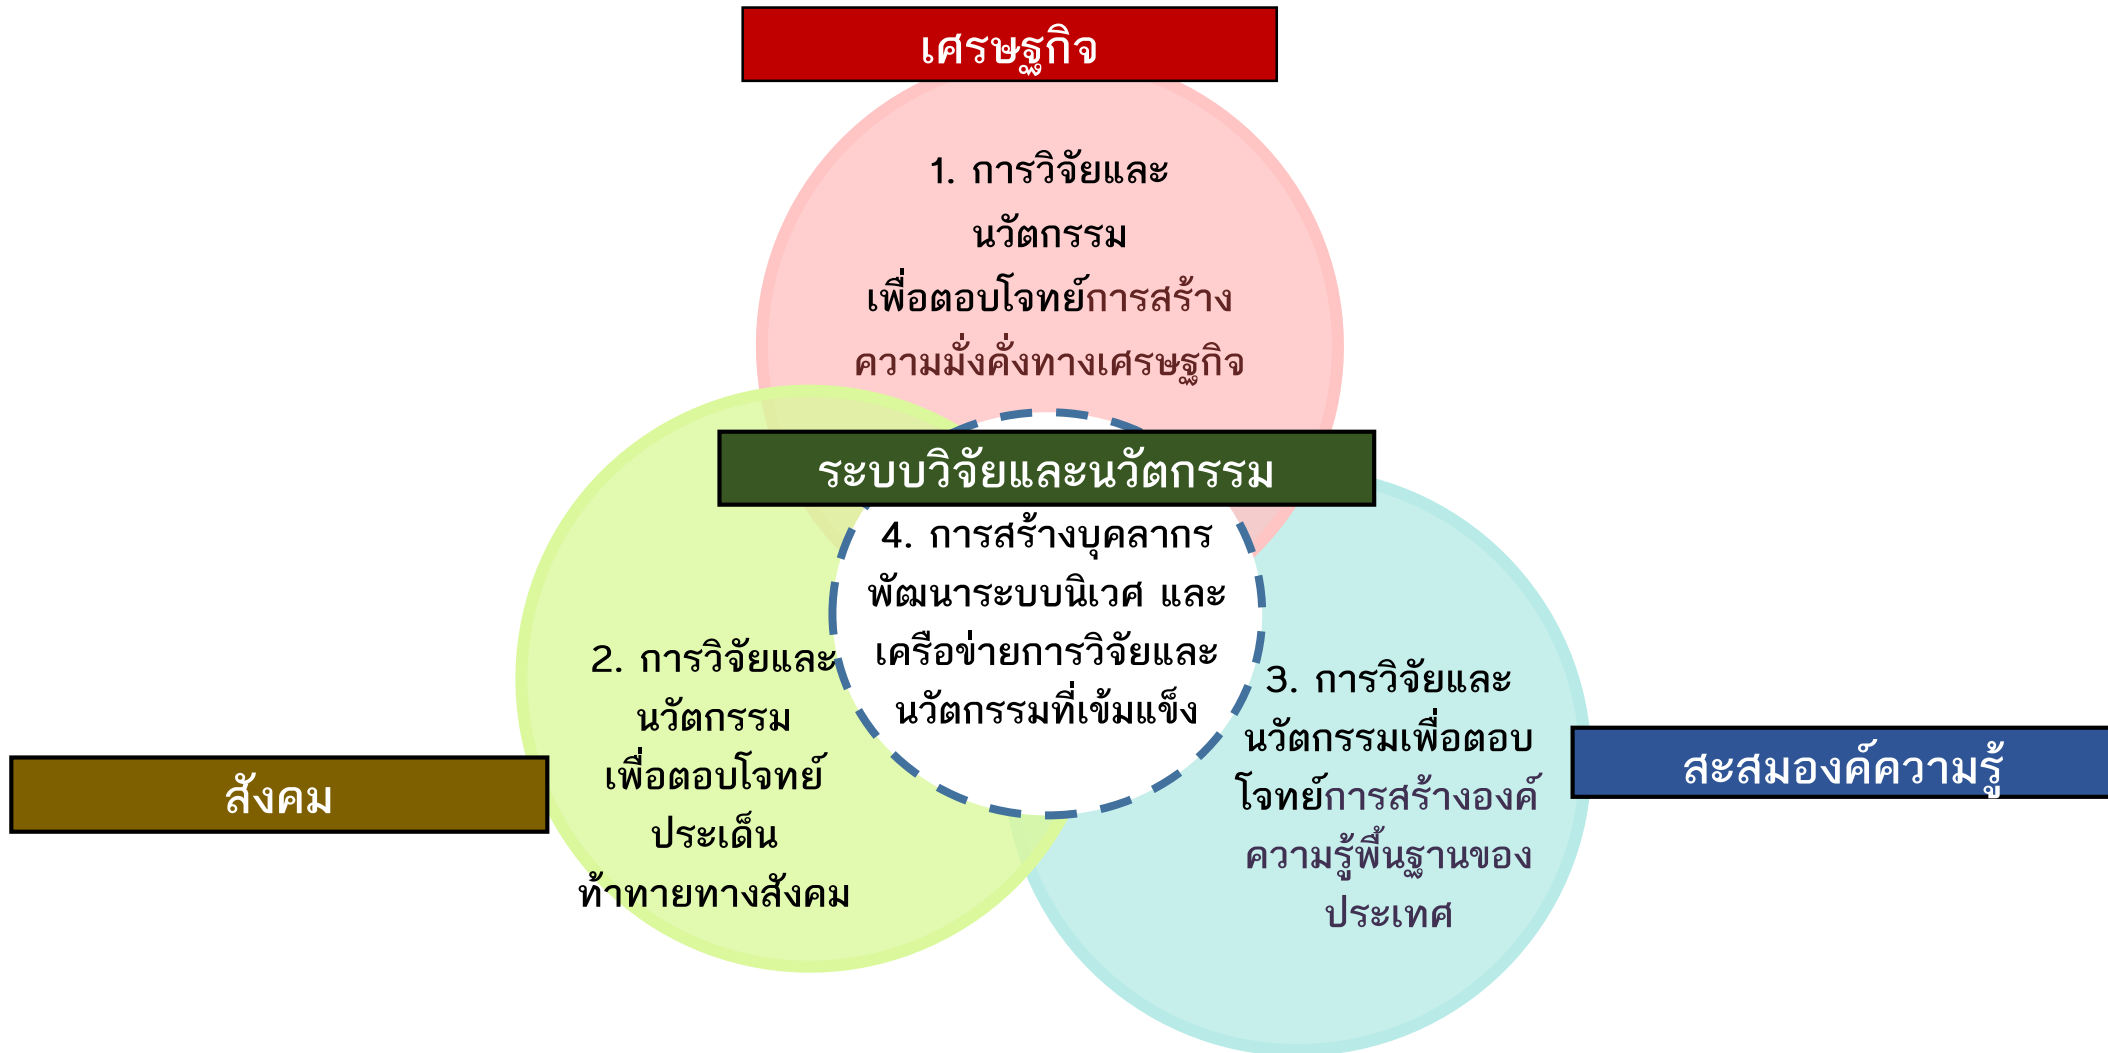 เศรษฐกิจ
1. การวิจัยและ
นวัตกรรม
เพื่อตอบโจทย์การสร้าง
ความมั่งคั่งทางเศรษฐกิจ
ระบบวิจัยและนวัตกรรม
4. การสร้างบุคลากร
พัฒนาระบบนิเวศ และ
เครือข่ายการวิจัยและ
นวัตกรรมที่เข้มแข็ง
2. การวิจัยและ
นวัตกรรม
เพื่อตอบโจทย์
ประเด็น
ท้าทายทางสังคม
สังคม
3. การวิจัยและ
นวัตกรรมเพื่อตอบ
โจทย์การสร้างองค์
ความรู้พื้นฐานของ
ประเทศ
สะสมองค์ความรู้